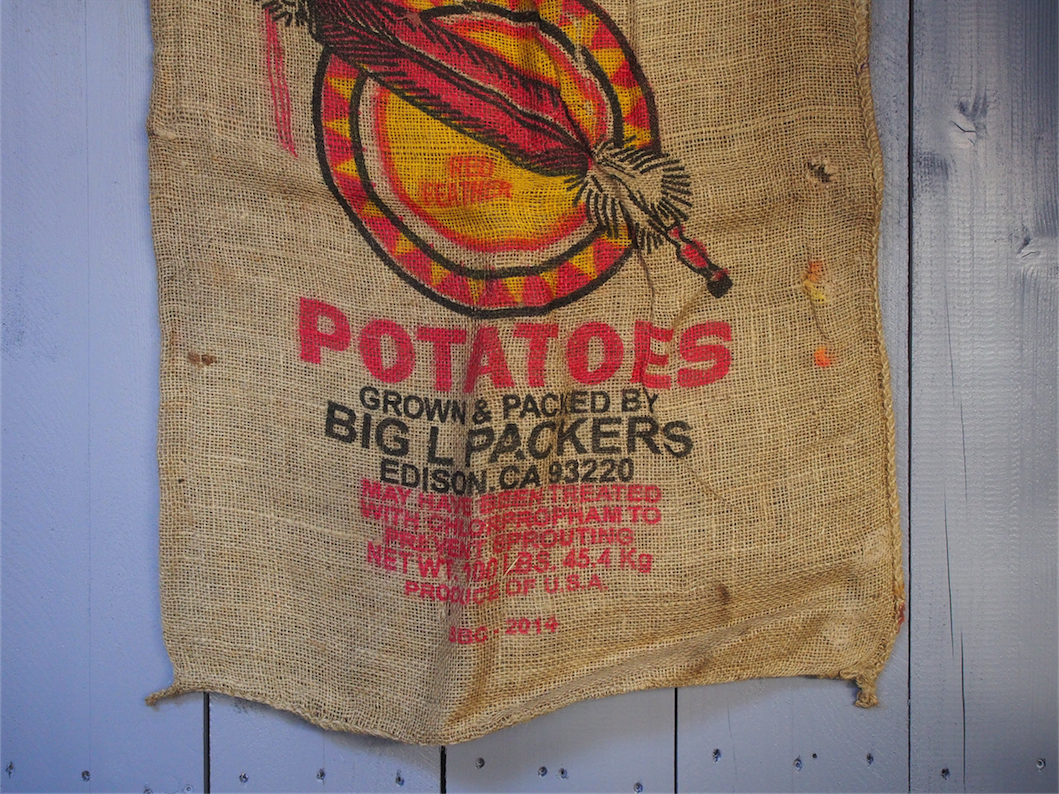 RED
FEATHER
POTATOES
GROWN & PACKED BY
BIG L PACKERS
EDISON, CA 93220
MAY HAVE BEEN TREATED
WITH CHLORPROPHAM TO
PREVENT SPROUTING
NET WT. 100 LBS. 45.4 Kg
PRODUCE OF U.S.A.
- 2014